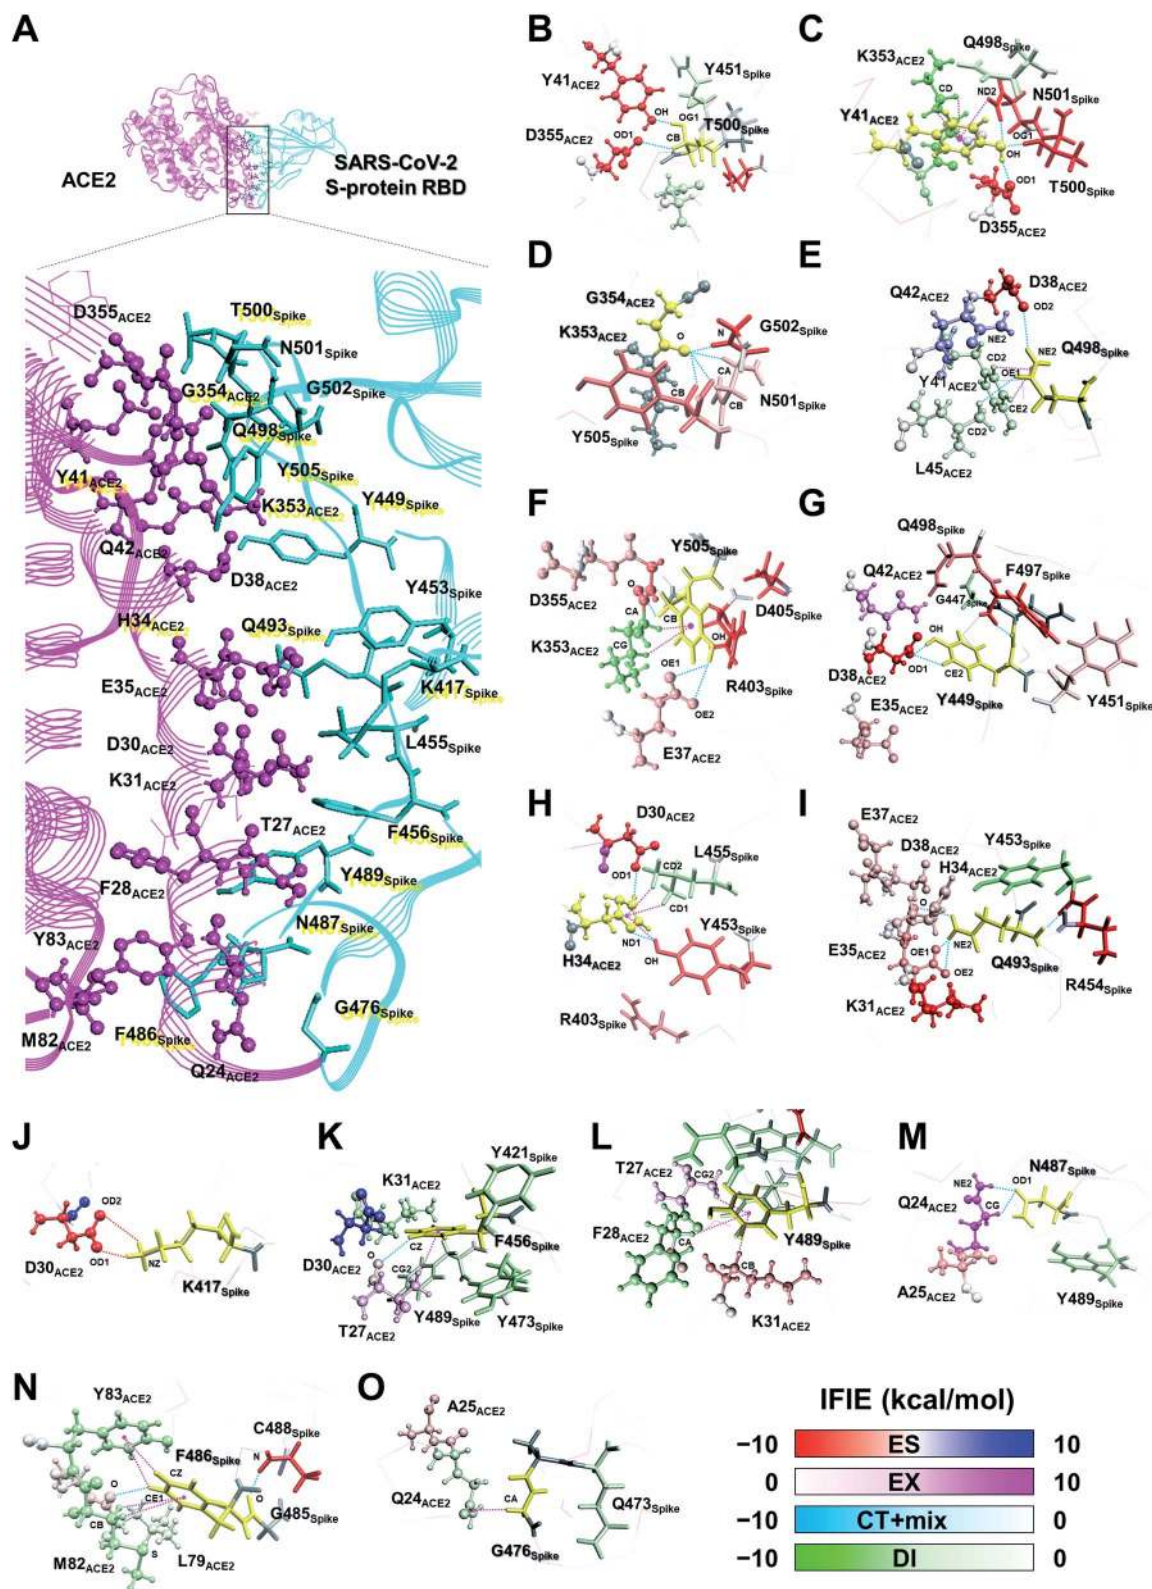 A
ACE2
SARS-CoV-2
S-protein RBD
D355ACE2
T500Spike
N501Spike
G354ACE2
G502Spike
Q498Spike
Y41ACE2
Y505Spike
K353ACE2
Y449Spike
Q42ACE2
D38ACE2
Y453Spike
H34ACE2
Q493Spike
E35ACE2
K417Spike
D30ACE2
L455Spike
K31ACE2
T27ACE2
F456Spike
F28ACE2
Y489Spike
Y83ACE2
N487Spike
M82ACE2
F486Spike
G476Spike
Q24ACE2
B
Y41ACE2
Y451Spike
OH
OG1
D355ACE2
OD1
CB
T500Spike
C
Q498Spike
K353ACE2
CD
ND2
N501Spike
Y41ACE2
OG1
OH
OD1
T500Spike
D355ACE2
D
G354ACE2
K353ACE2
O
N
G502Spike
CA
CB
CB
N501Spike
Y505Spike
E
Q42ACE2
D38ACE2
OD2
NE2
NE2
Q498Spike
CD2
OE1
Y41ACE2
CE2
CD2
L45ACE2
F
Y505Spike
O
D355ACE2
CA
CB
D405Spike
K353ACE2
CG
OH
OE1
R403Spike
OE2
E37ACE2
G
Q498Spike
Q42ACE2
F497Spike
G447Spike
OH
OD1
D38ACE2
CE2
E35ACE2
Y449Spike
Y451Spike
H
D30ACE2
L455Spike
OD1
CD2
CD1
Y453Spike
ND1
H34ACE2
OH
R403Spike
I
E37ACE2
D38ACE2
Y453Spike
H34ACE2
O
OE1
NE2
E35ACE2
OE2
Q493Spike
R454Spike
K31ACE2
J
OD2
D30ACE2
OD1
NZ
K417Spike
K
Y421Spike
K31ACE2
O
CZ
F456Spike
D30ACE2
CG2
Y489Spike
Y473Spike
T27ACE2
L
T27ACE2
CG2
F28ACE2
CA
Y489Spike
CB
K31ACE2
M
N487Spike
NE2
OD1
Q24ACE2
CG
A25ACE2
Y489Spike
N
Y83ACE2
C488Spike
F486Spike
N
CZ
O
CE1
O
CB
G485Spike
S
M82ACE2
L79ACE2
O
A25ACE2
Q24ACE2
CA
Q473Spike
G476Spike
IFIE (kcal/mol)
−10 ES 10
0 EX 10
−10 CT+mix 0
−10 DI 0